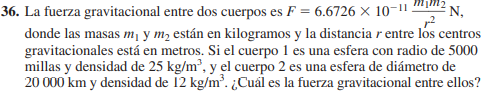 36. La fuerza gravitacional entre dos cuerpos es F = 6.6726 × 10⁻¹¹ m₁m₂/r² N,
donde las masas m₁ y m₂ están en kilogramos y la distancia r entre los centros
gravitacionales está en metros. Si el cuerpo 1 es una esfera con radio de 5000
millas y densidad de 25 kg/m³, y el cuerpo 2 es una esfera de diámetro de
20 000 km y densidad de 12 kg/m³. ¿Cuál es la fuerza gravitacional entre ellos?